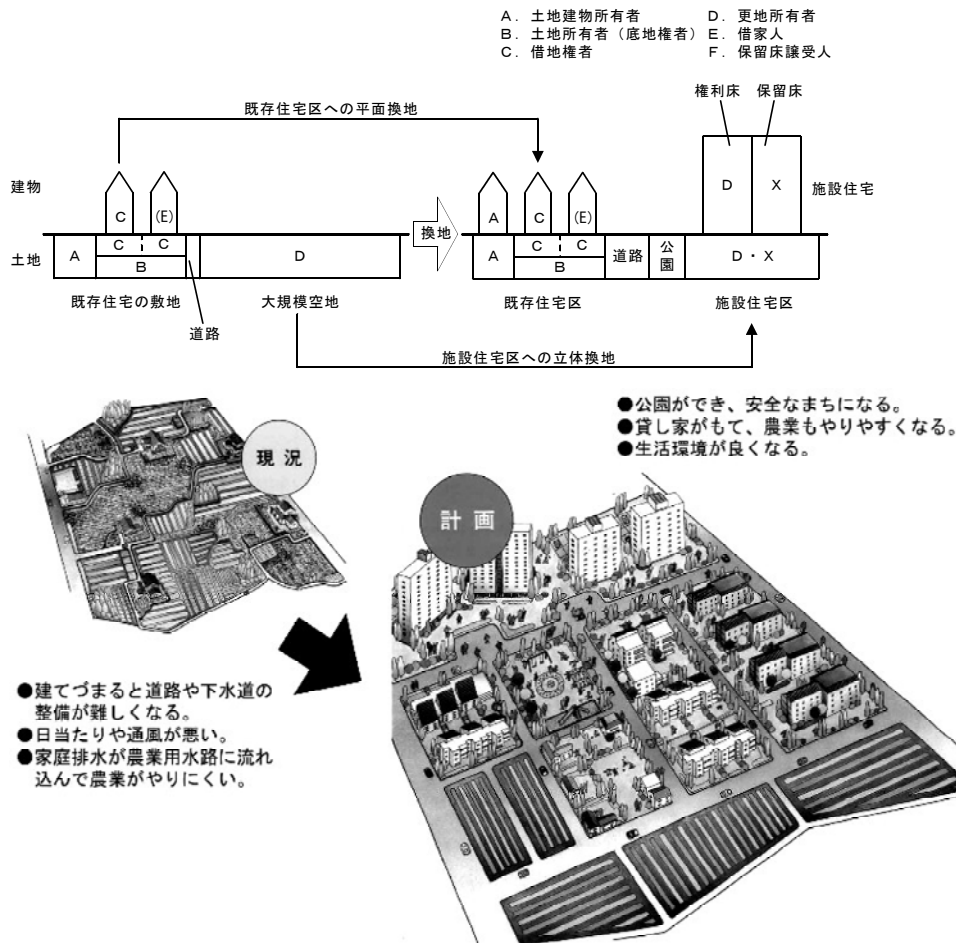 A．土地建物所有者　D．更地所有者
B．土地所有者（底地権者）E．借家人
C．借地権者　F．保留床譲受人
権利床　保留床
既存住宅区への平面換地
建物
C　(E)
A　C　(E)
D　X
施設住宅
換地
土地
A　C　C　B　D
A　C　C　B　道路　公園　D・X
既存住宅の敷地　大規模空地
既存住宅区　施設住宅区
道路
施設住宅区への立体換地
●公園ができ、安全なまちになる。
●貸し家がもて、農業もやりやすくなる。
●生活環境が良くなる。
現況
計画
●建てづまると道路や下水道の
整備が難しくなる。
●日当たりや通風が悪い。
●家庭排水が農業用水路に流れ
込んで農業がやりにくい。